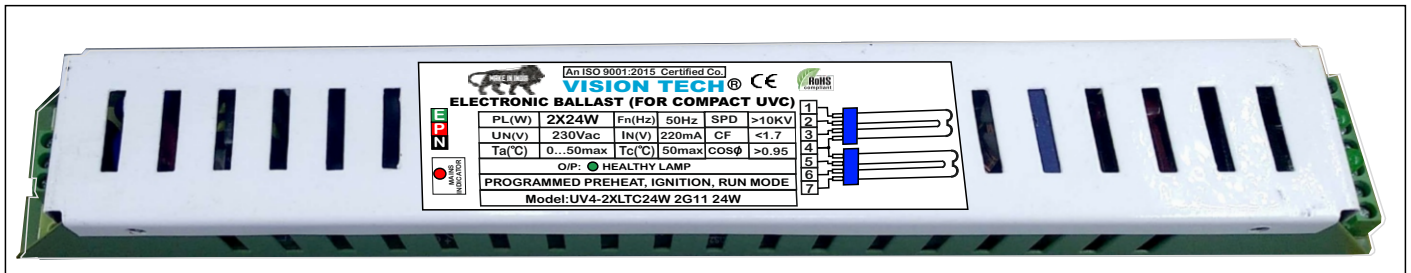 MAKE IN INDIA
An ISO 9001:2015 Certified Co.
VISION TECH® CE
RoHS
compliant
ELECTRONIC BALLAST (FOR COMPACT UVC)
E
P
N
MAINS
INDICATOR
PL(W) 2X24W Fn(Hz) 50Hz SPD >10KV
UN(V) 230Vac IN(V) 220mA CF <1.7
Ta(℃) 0...50max Tc(℃) 50max COSϕ >0.95
O/P: HEALTHY LAMP
PROGRAMMED PREHEAT, IGNITION, RUN MODE
Model:UV4-2XLTC24W 2G11 24W
1
2
3
4
5
6
7